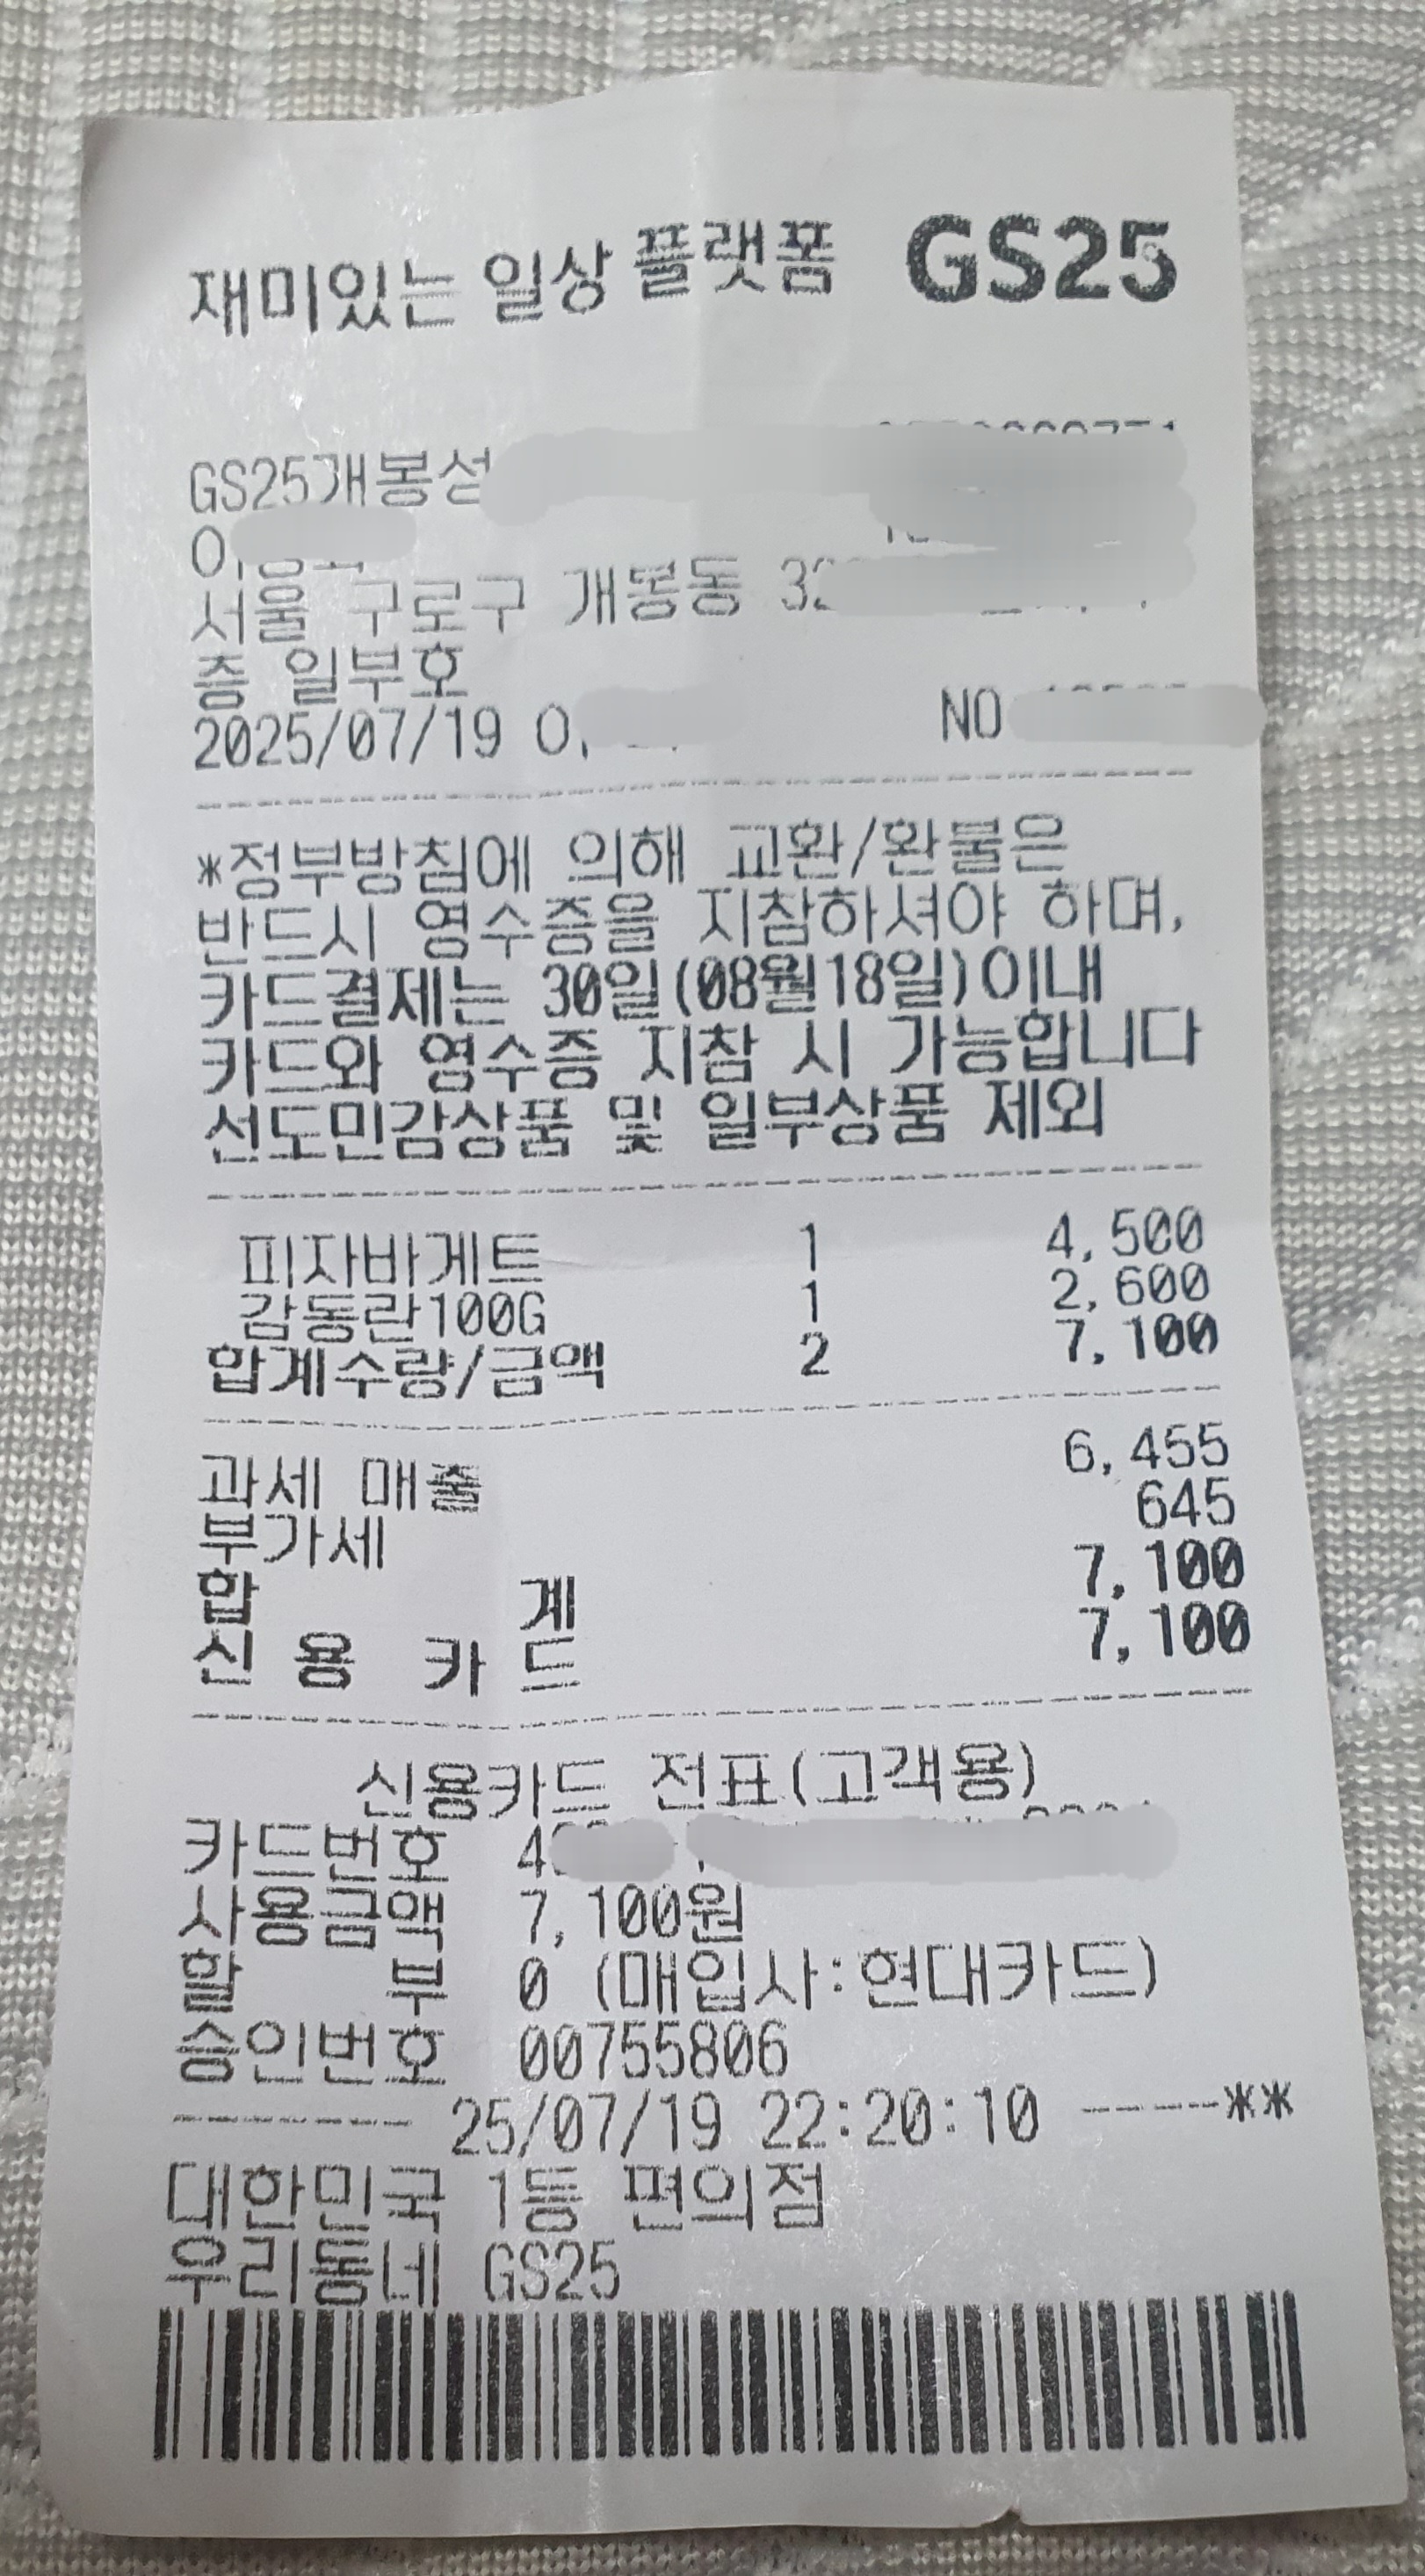 재미있는 일상 플랫폼 GS25
GS25개봉
서울 구로구 개봉동
층 일부호
2025/07/19 NO
*정부방침에 의해 교환/환불은
반드시 영수증을 지참하셔야 하며,
카드결제는 30일(08월18일)이내
카드와 영수증 지참 시 가능합니다
선도민감상품 및 일부상품 제외
피자바게트 1 4,500
감동란100G 1 2,600
합계수량/금액 2 7,100
과세 매출 6,455
부가세 645
합 계 7,100
신 용 카 드 7,100
신용카드 전표(고객용)
카드번호 4
사용금액 7,100원
할 부 0 (매입사:현대카드)
승인번호 00755806
------- 25/07/19 22:20:10 -----**
대한민국 1등 편의점
우리동네 GS25